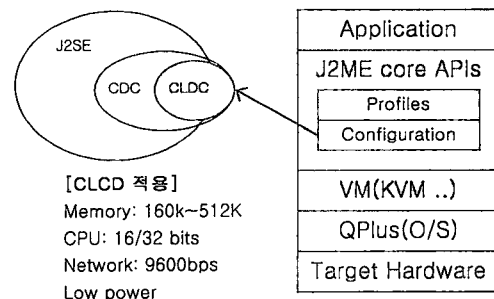 J2SE
CDC
CLDC
[CLCD 적용]
Memory: 160k~512K
CPU: 16/32 bits
Network: 9600bps
Low power
Application
J2ME core APIs
Profiles
Configuration
VM(KVM ..)
QPlus(O/S)
Target Hardware